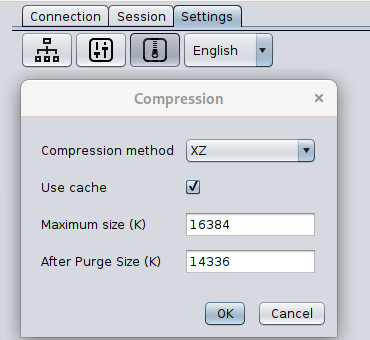 Connection Session Settings
English
Compression
Compression method XZ
Use cache
Maximum size (K) 16384
After Purge Size (K) 14336
OK Cancel